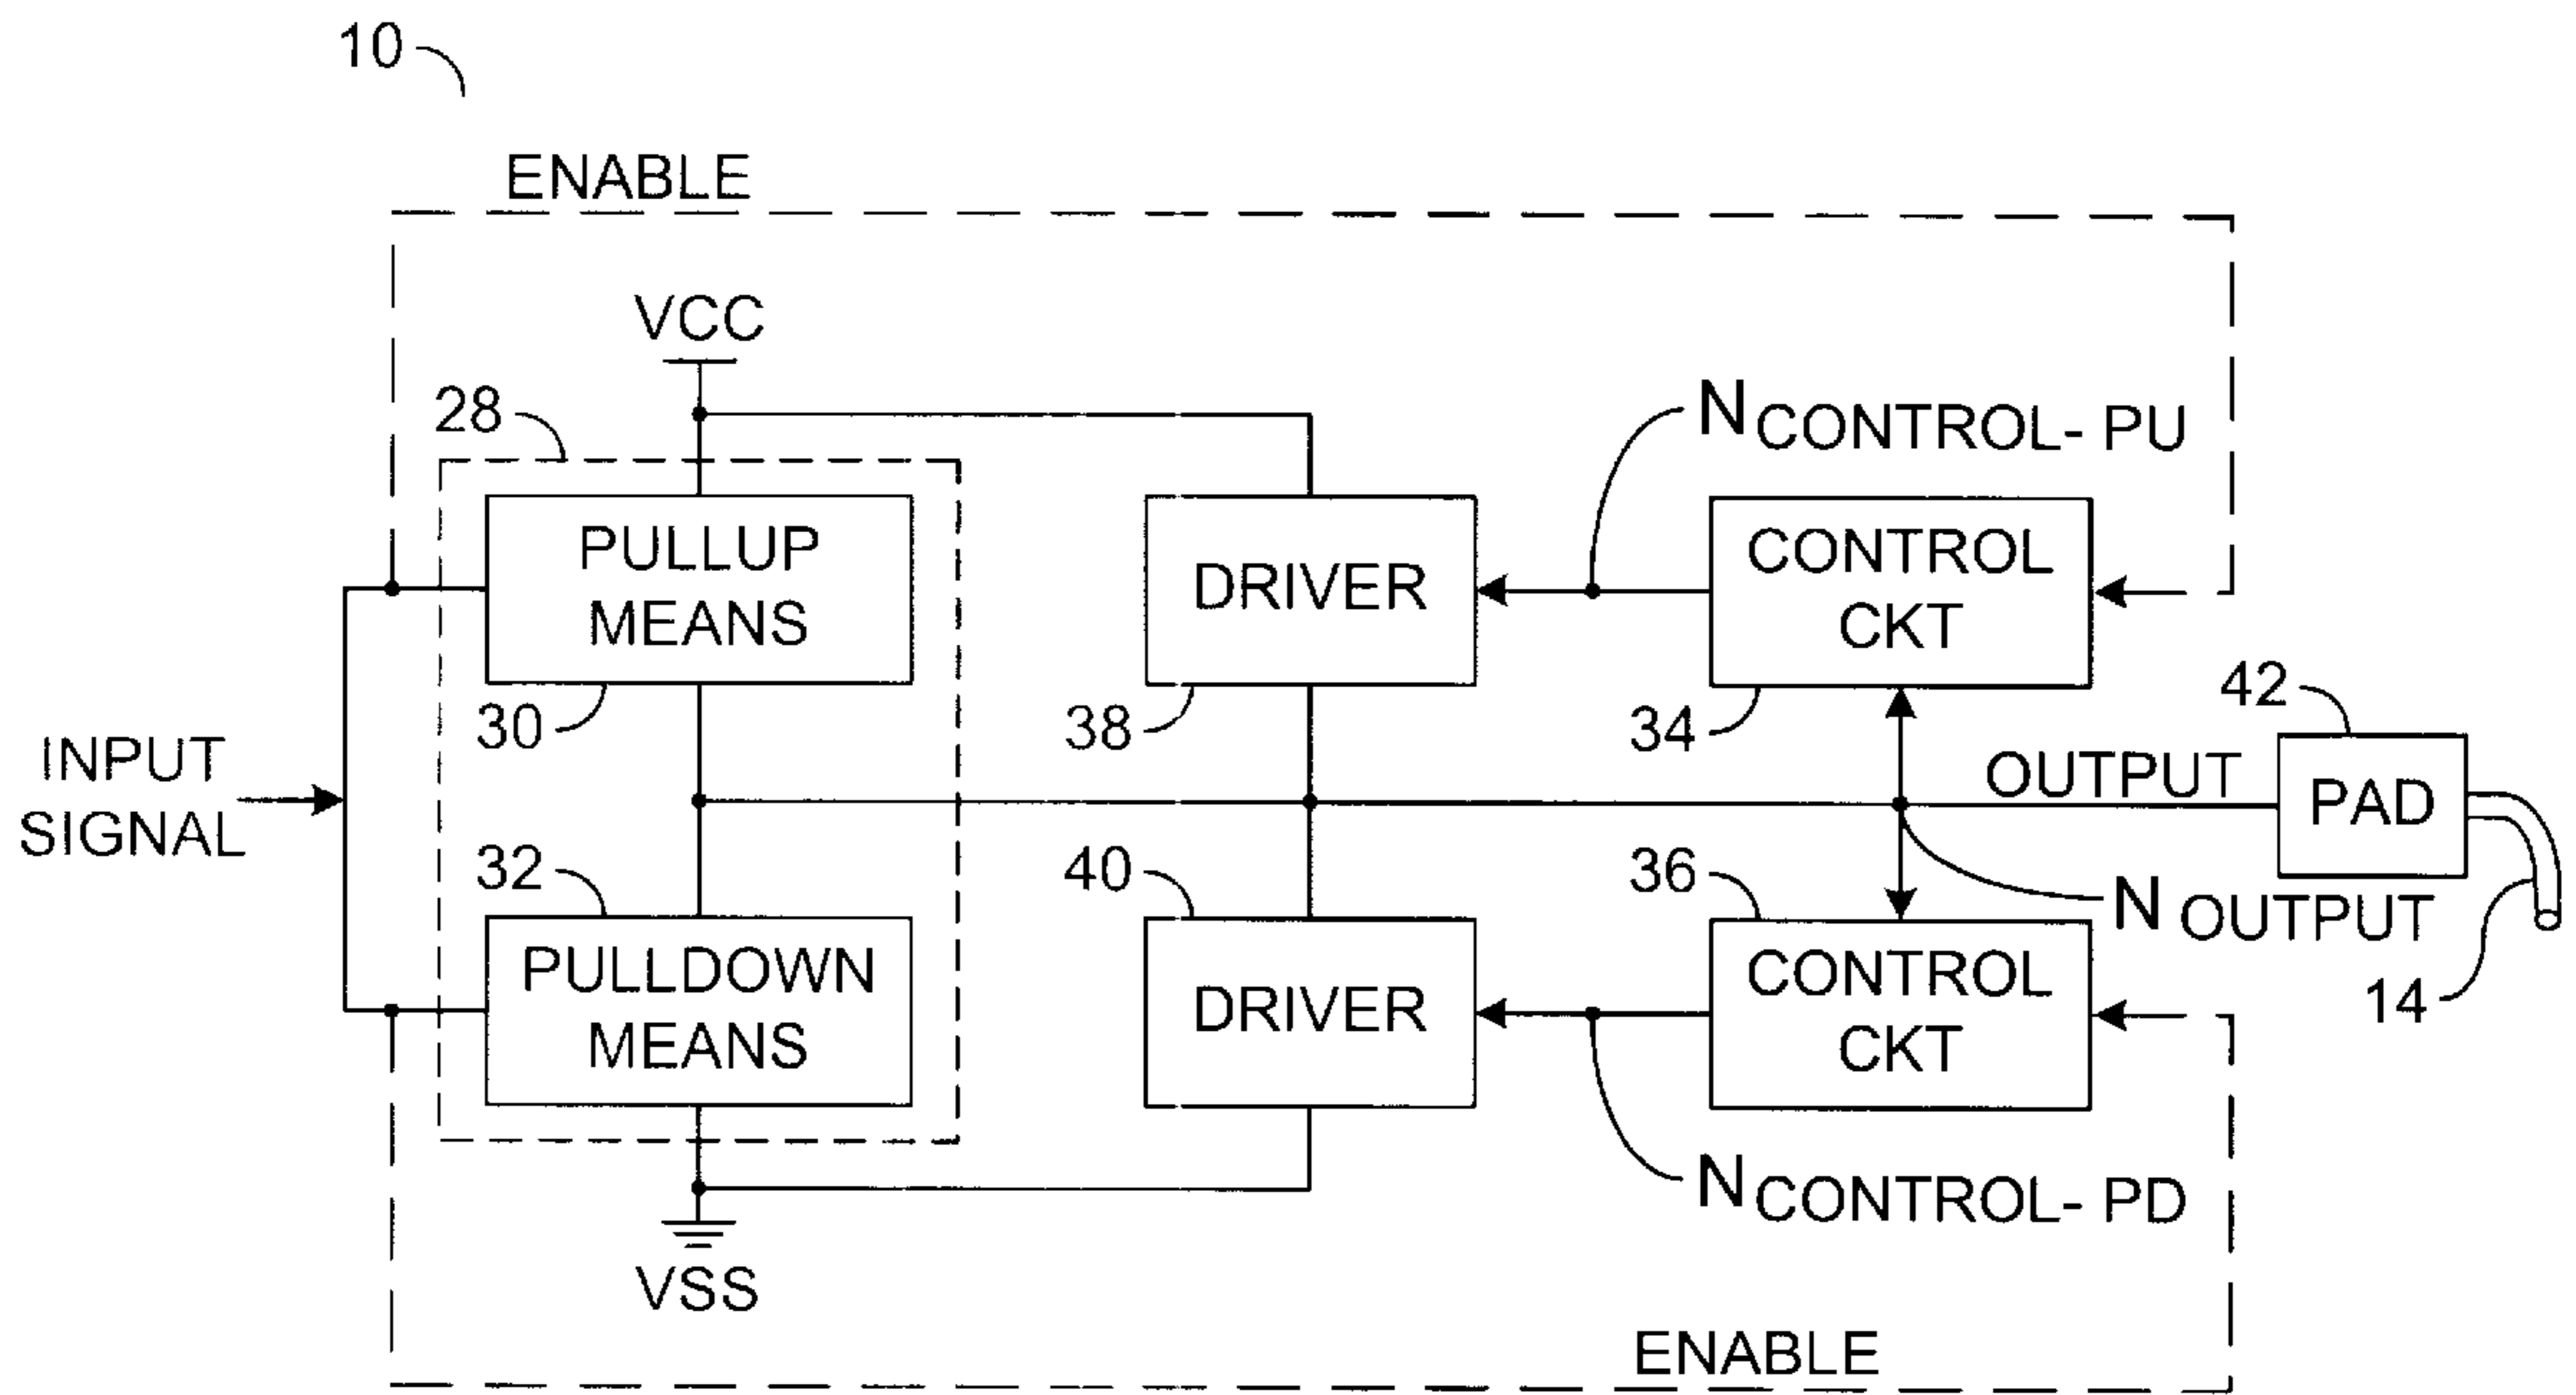 10
ENABLE
VCC
28
N CONTROL- PU
PULLUP
MEANS
DRIVER
CONTROL
CKT
30
38
34
42
INPUT
SIGNAL
OUTPUT
PAD
32
40
36
N OUTPUT
PULLDOWN
MEANS
DRIVER
CONTROL
CKT
14
N CONTROL- PD
VSS
ENABLE